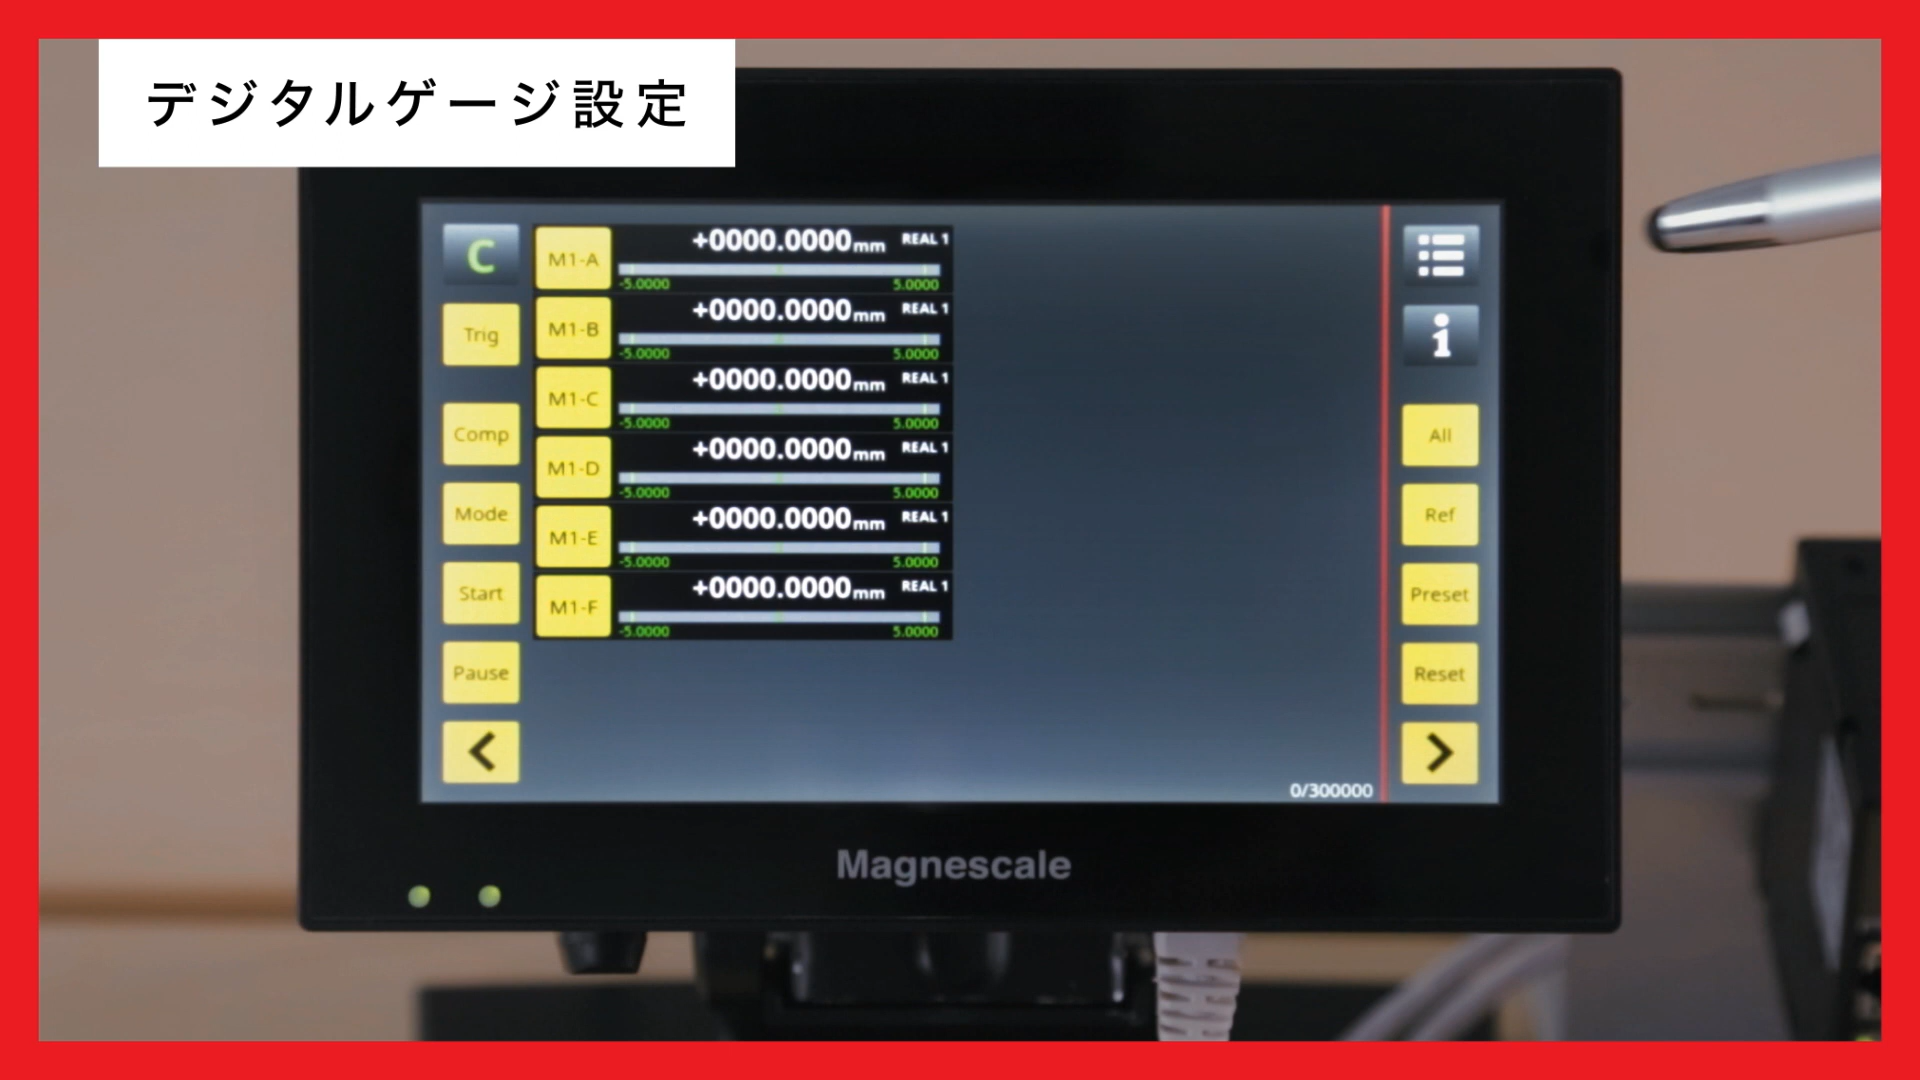 デジタルゲージ設定
C
Trig
Comp
Mode
Start
Pause
M1-A +0000.0000mm REAL 1
-5.0000 5.0000
M1-B +0000.0000mm REAL 1
-5.0000 5.0000
M1-C +0000.0000mm REAL 1
-5.0000 5.0000
M1-D +0000.0000mm REAL 1
-5.0000 5.0000
M1-E +0000.0000mm REAL 1
-5.0000 5.0000
M1-F +0000.0000mm REAL 1
-5.0000 5.0000
i
All
Ref
Preset
Reset
0/300000
Magnescale